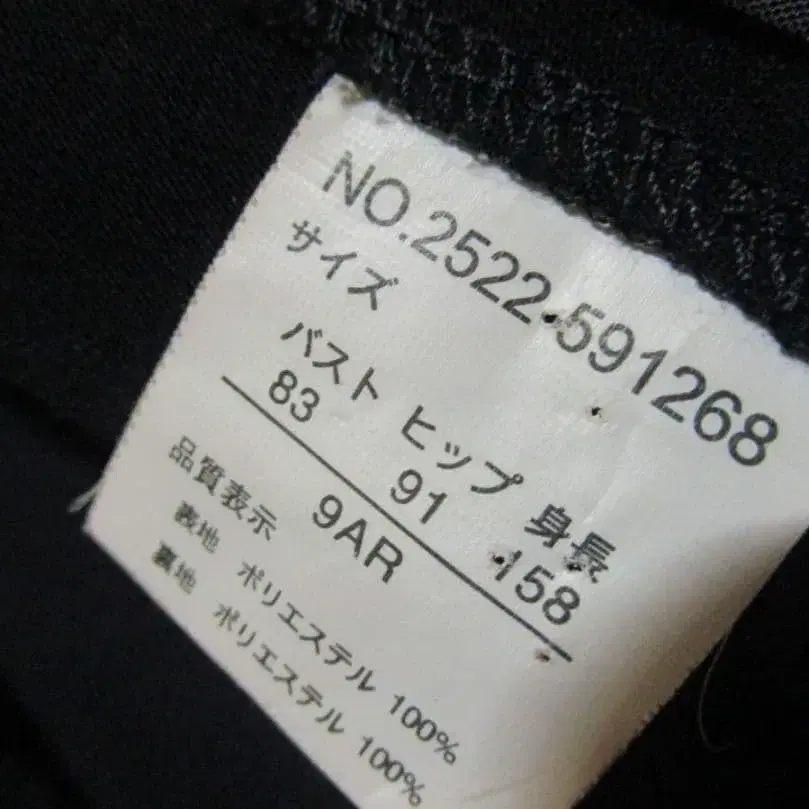 NO.2522-591268
サイズ
バスト ヒップ 身長
83 91 158
9AR
品質表示
表地 ポリエステル 100%
裏地 ポリエステル 100%